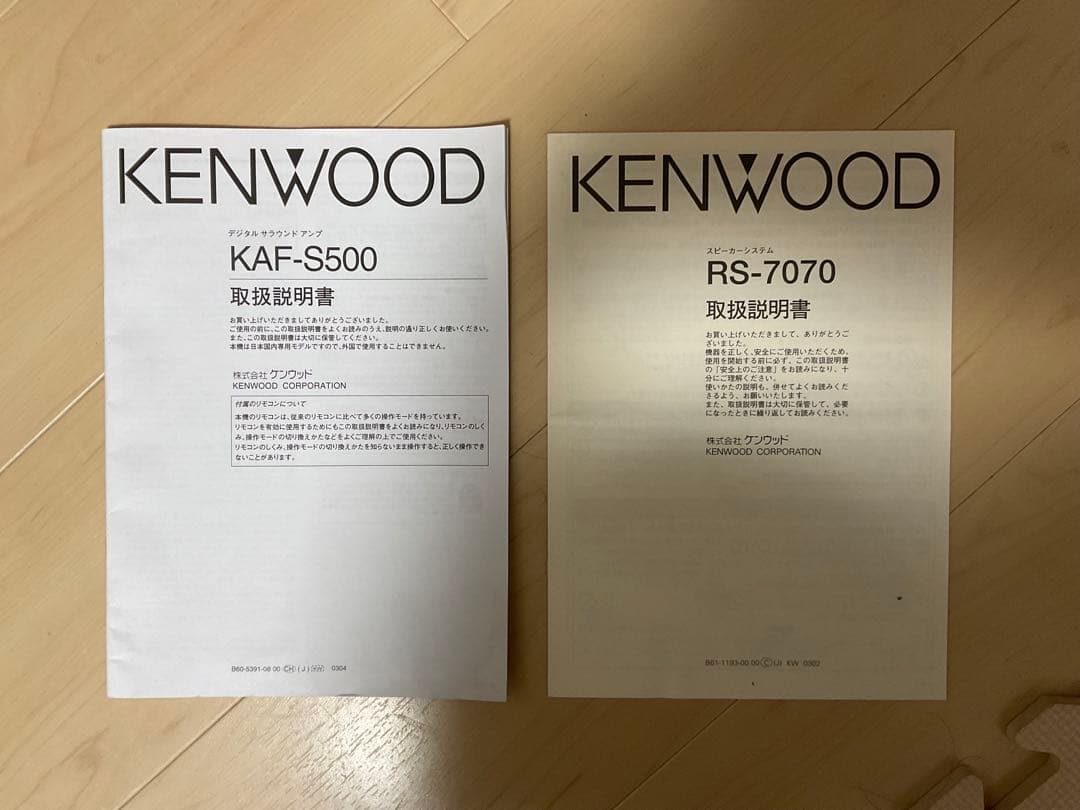 KENWOOD
デジタル サラウンド アンプ
KAF-S500
取扱説明書
お買い上げいただきましてありがとうございました。
ご使用の前に、この取扱説明書をよくお読みのうえ、説明の通り正しくお使いください。
また、この取扱説明書は大切に保管してください。
本機は日本国内専用モデルですので、外国で使用することはできません。
株式会社 ケンウッド
KENWOOD CORPORATION
付属のリモコンについて
本機のリモコンは、従来のリモコンに比べて多くの操作モードを持っています。
リモコンを有効に使用するためにもこの取扱説明書をよくお読みになり、リモコンのしく
み、操作モードの切り換えかたなどをよくご理解の上でご使用ください。
リモコンのしくみ、操作モードの切り換えかたを知らないまま操作すると、正しく操作でき
ないことがあります。
B60-5391-08 00 CH (J) 0304
KENWOOD
スピーカーシステム
RS-7070
取扱説明書
お買い上げいただきまして、ありがとうご
ざいました。
機器を正しく、安全にご使用いただくため、
使用を開始する前に必ず、この取扱説明書
の「安全上のご注意」をお読みになり、十
分にご理解ください。
使いかたの説明も、併せてよくお読みくだ
さるよう、お願いいたします。
また、取扱説明書は大切に保管して、必要
になったときに繰り返してお読みください。
株式会社 ケンウッド
KENWOOD CORPORATION
B61-1193-00 00 C (J) KW 0302